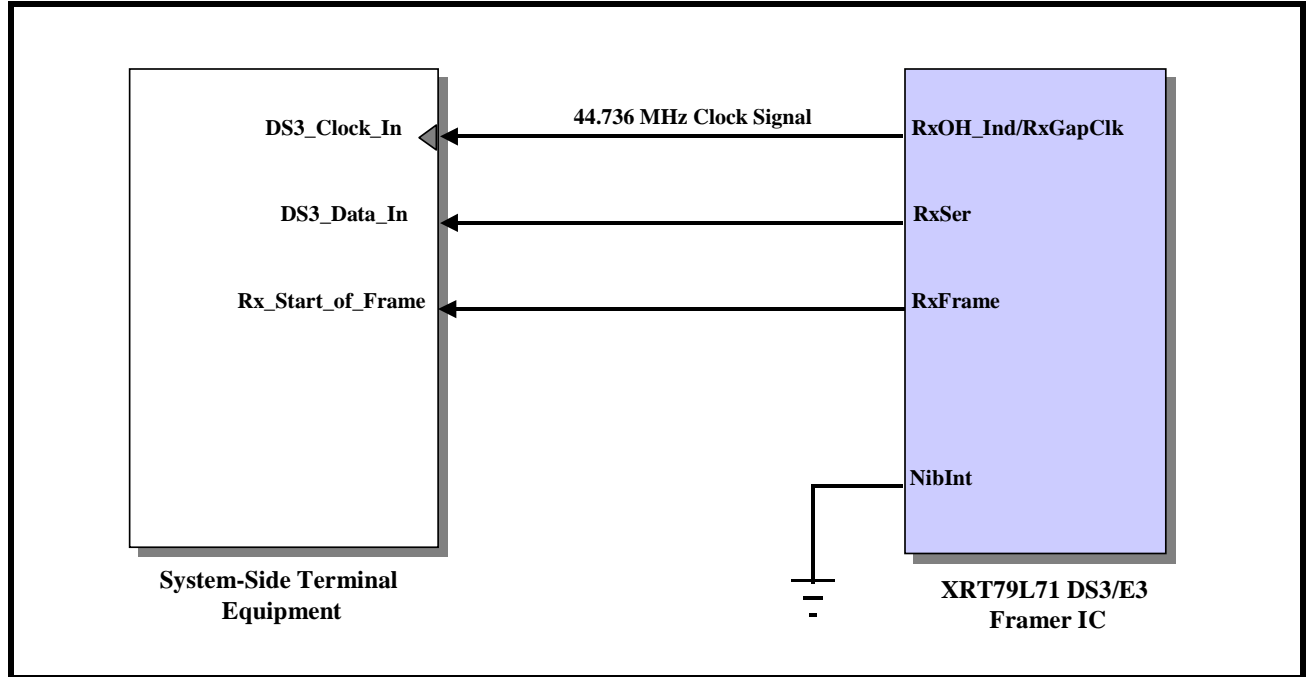 44.736 MHz Clock Signal
DS3_Clock_In
RxOH_Ind/RxGapClk
DS3_Data_In
RxSer
Rx_Start_of_Frame
RxFrame
NibInt
System-Side Terminal
Equipment
XRT79L71 DS3/E3
Framer IC